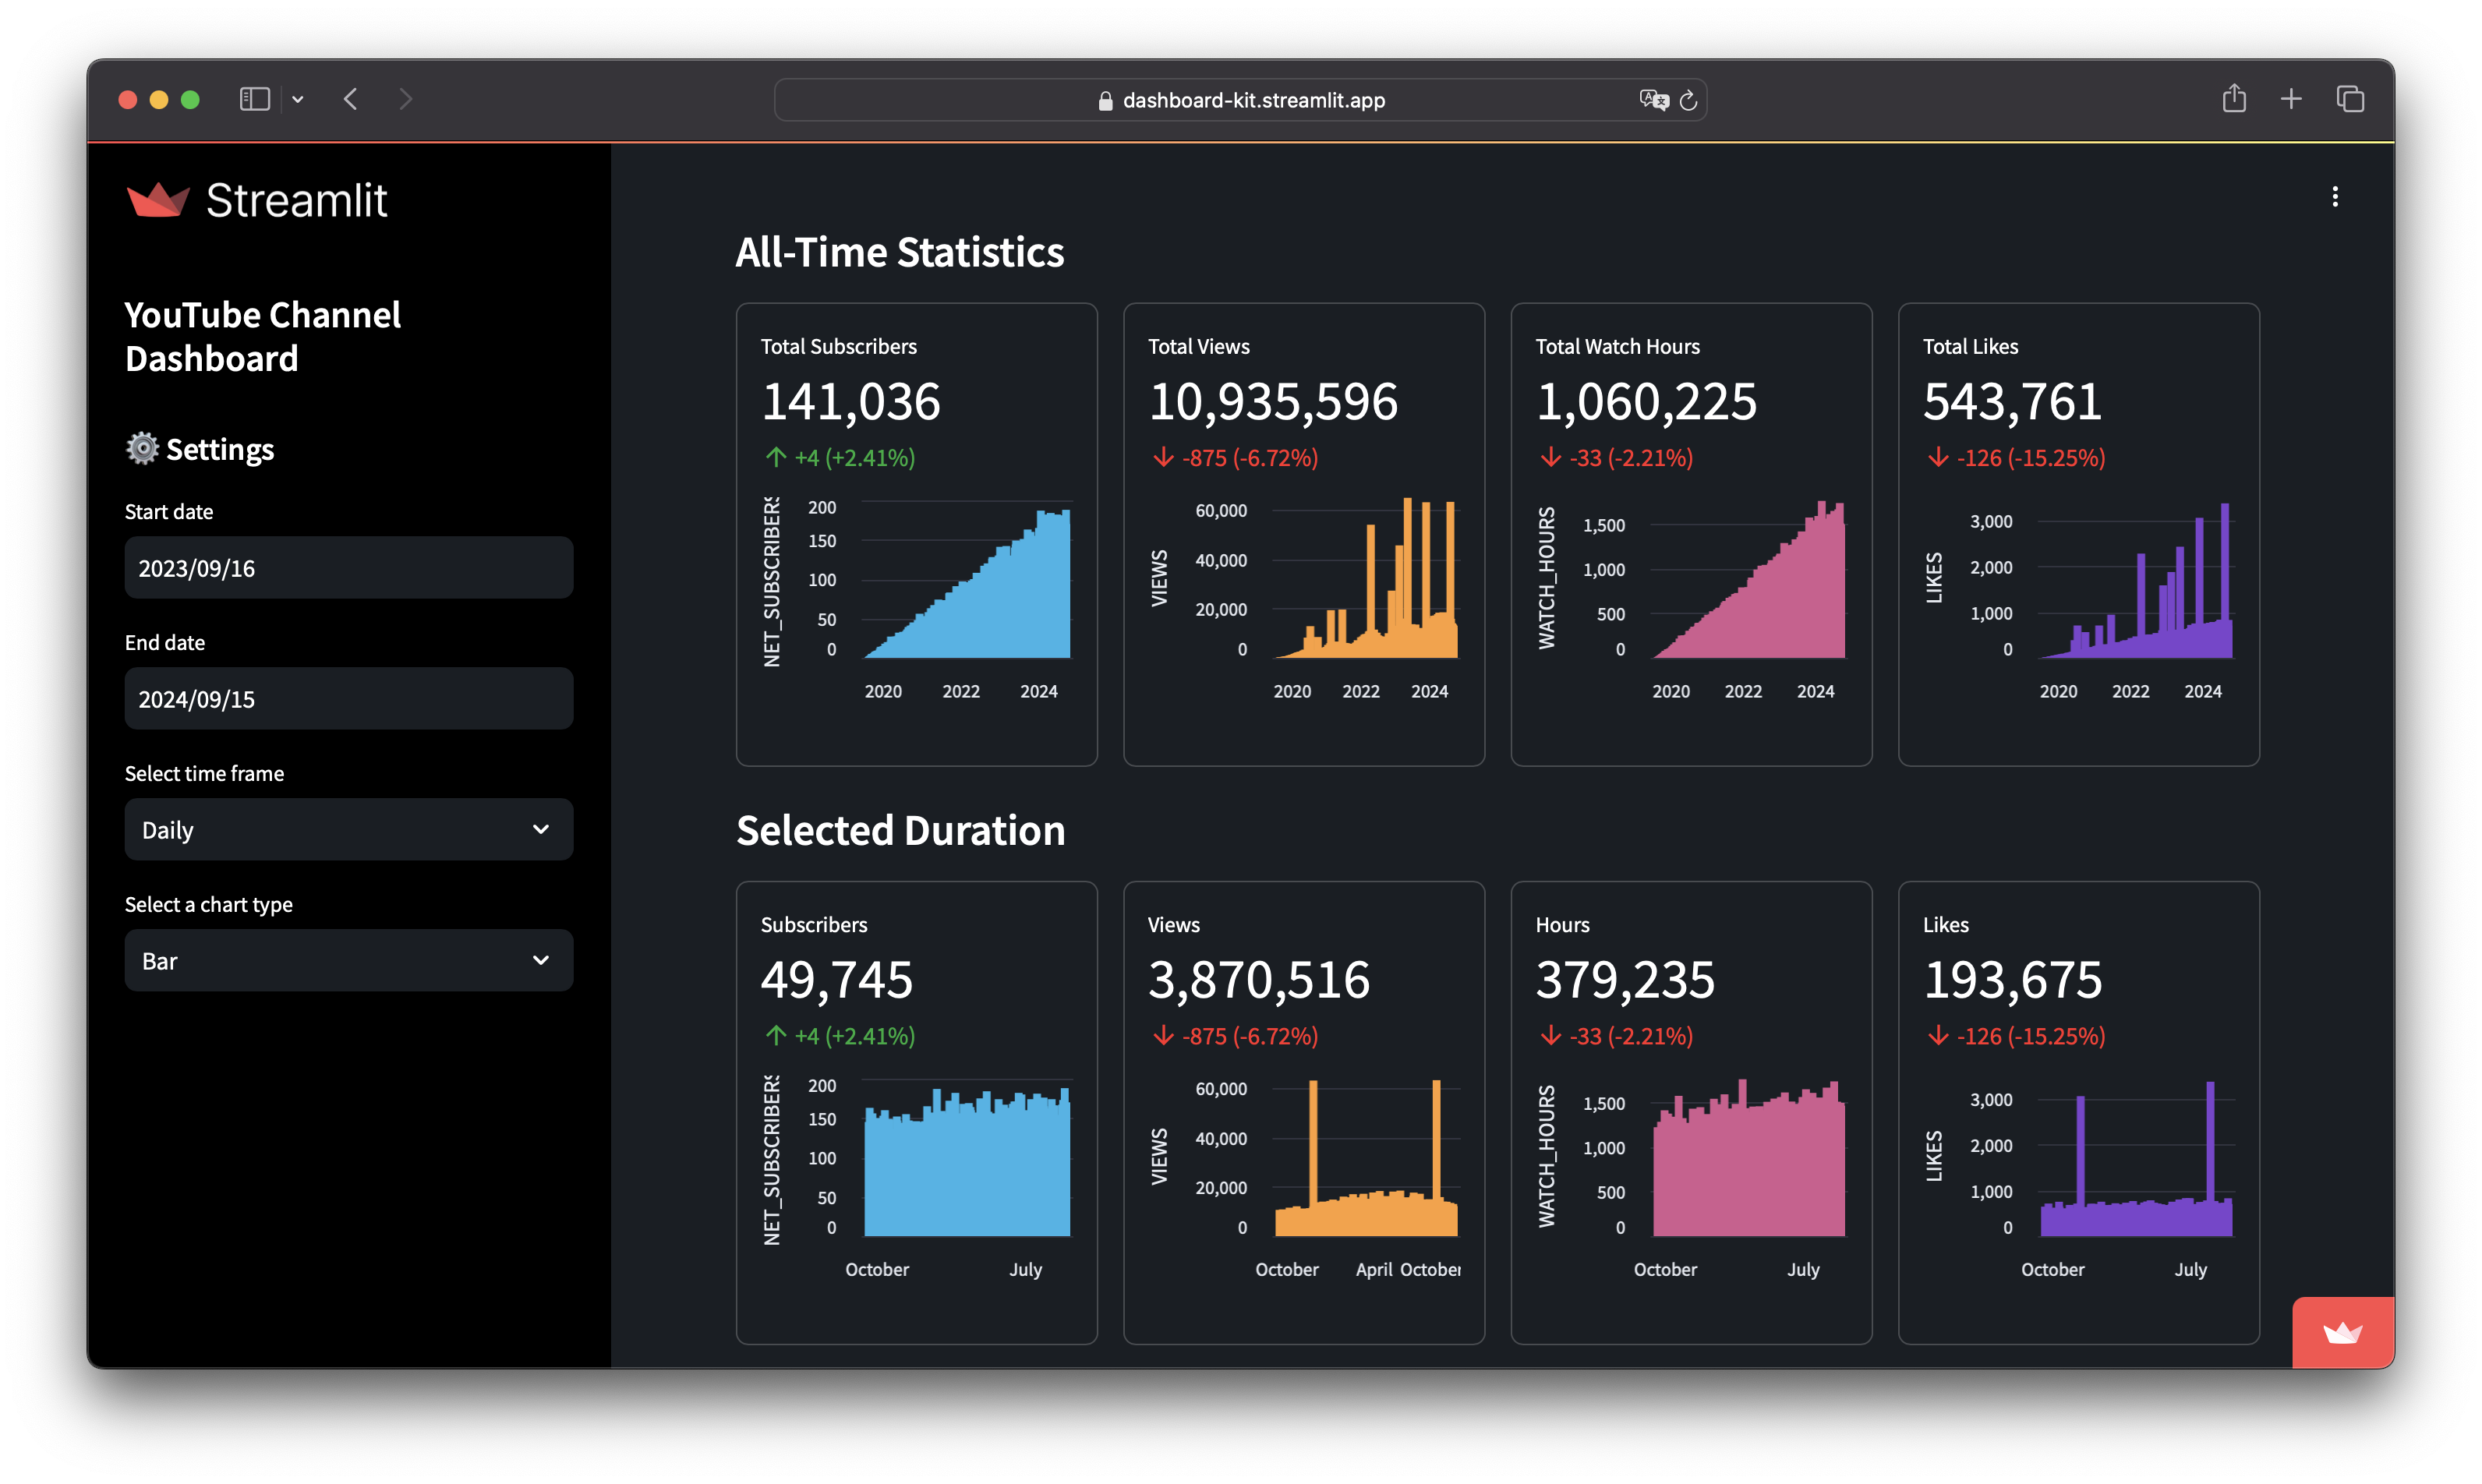 dashboard-kit.streamlit.app
Streamlit
YouTube Channel
Dashboard
Settings
Start date
2023/09/16
End date
2024/09/15
Select time frame
Daily
Select a chart type
Bar
All-Time Statistics
Total Subscribers
141,036
+4 (+2.41%)
NET_SUBSCRIBERS
200
150
100
50
0
2020 2022 2024
Total Views
10,935,596
-875 (-6.72%)
VIEWS
60,000
40,000
20,000
0
2020 2022 2024
Total Watch Hours
1,060,225
-33 (-2.21%)
WATCH_HOURS
1,500
1,000
500
0
2020 2022 2024
Total Likes
543,761
-126 (-15.25%)
LIKES
3,000
2,000
1,000
0
2020 2022 2024
Selected Duration
Subscribers
49,745
+4 (+2.41%)
NET_SUBSCRIBERS
200
150
100
50
0
October July
Views
3,870,516
-875 (-6.72%)
VIEWS
60,000
40,000
20,000
0
October April October
Hours
379,235
-33 (-2.21%)
WATCH_HOURS
1,500
1,000
500
0
October July
Likes
193,675
-126 (-15.25%)
LIKES
3,000
2,000
1,000
0
October July